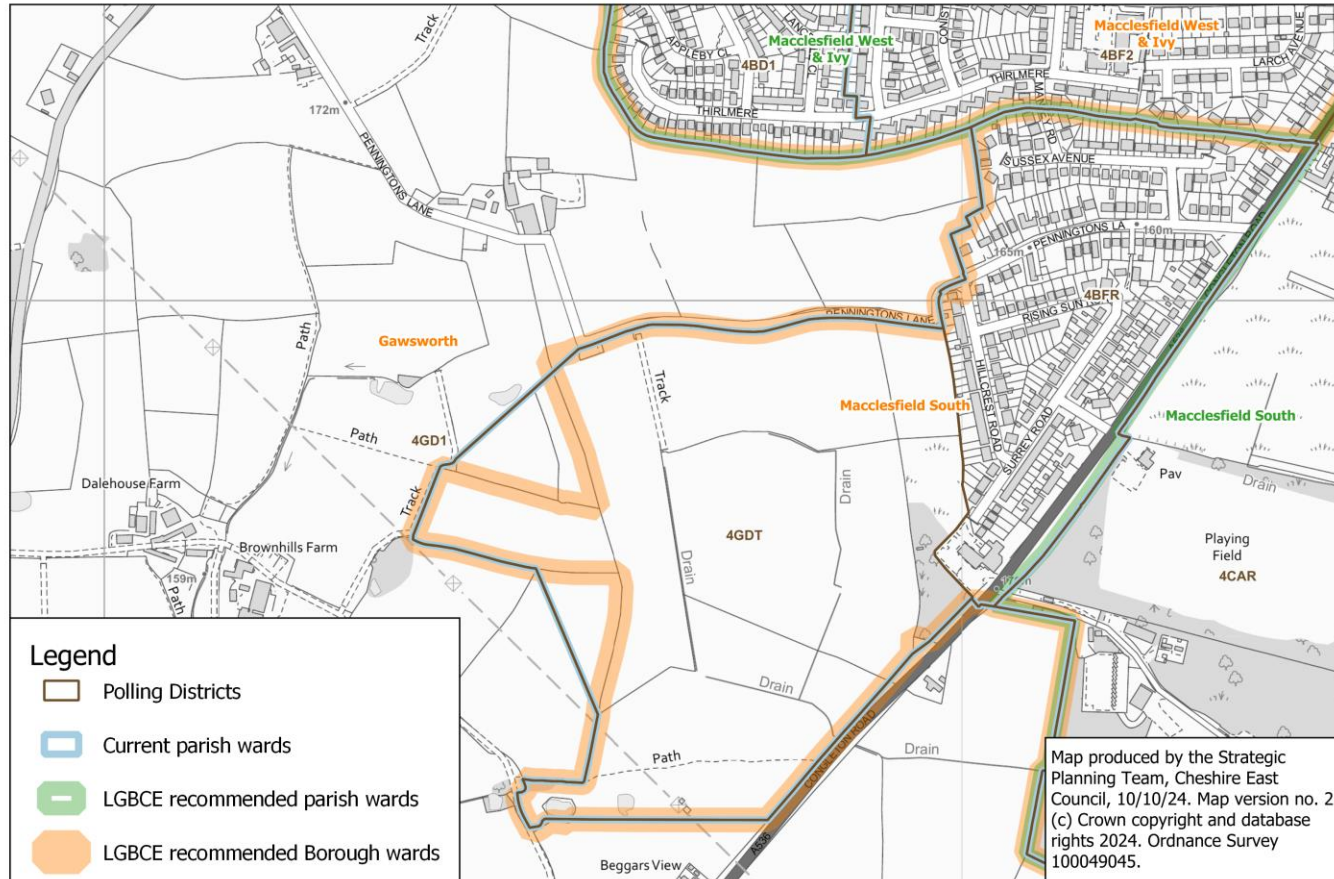 Track
APPLEBY CL
Macclesfield West
& Ivy
4BD1
Macclesfield West
& Ivy
4BF2
LARCH AVENUE
THIRLMERE
THIRLMERE
172m
PENNINGTONS LANE
SUSSEX AVENUE
PENNINGTONS LA
160m
165m
4BFR
RISING SUN
PENNINGTONS LANE
Path
Gawsworth
Track
HILLCREST ROAD
Macclesfield South
Macclesfield South
SURREY ROAD
4GD1
Path
Track
Drain
Pav
Drain
Dalehouse Farm
Brownhills Farm
4GDT
Drain
Playing
Field
4CAR
159m
Path
Drain
Path
CONGLETON ROAD
Drain
A536
Beggars View
Legend
Polling Districts
Current parish wards
LGBCE recommended parish wards
LGBCE recommended Borough wards
Map produced by the Strategic
Planning Team, Cheshire East
Council, 10/10/24. Map version no. 2.
(c) Crown copyright and database
rights 2024. Ordnance Survey
100049045.